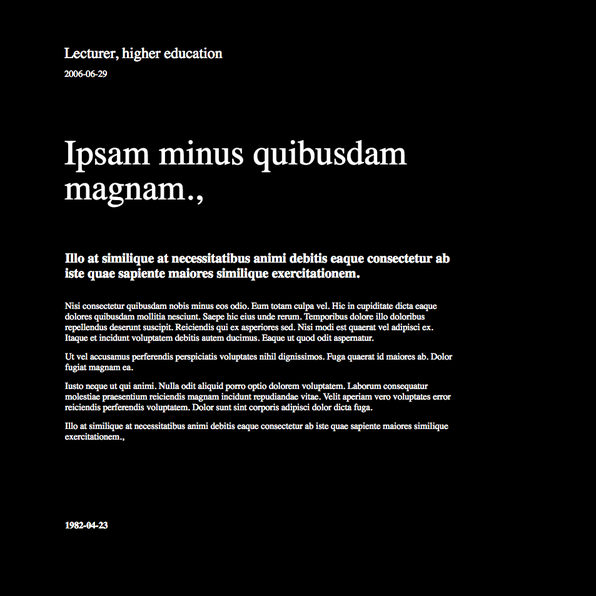 Lecturer, higher education
2006-06-29
Ipsam minus quibusdam
magnam.,
Illo at similique at necessitatibus animi debitis eaque consectetur ab
iste quae sapiente maiores similique exercitationem.
Nisi consectetur quibusdam nobis minus eos odio. Eum totam culpa vel. Hic in cupiditate dicta eaque
dolores quibusdam mollitia nesciunt. Saepe hic eius unde rerum. Temporibus dolore illo doloribus
repellendus deserunt suscipit. Reiciendis qui ex asperiores sed. Nisi modi est quaerat vel adipisci ex.
Itaque et incidunt voluptatem debitis autem ducimus. Eaque ut quod odit aspernatur.
Ut vel accusamus perferendis perspiciatis voluptates nihil dignissimos. Fuga quaerat id maiores ab. Dolor
fugiat magnam ea.
Iusto neque ut qui animi. Nulla odit aliquid porro optio dolorem voluptatem. Laborum consequatur
molestiae praesentium reiciendis magnam incidunt repudiandae vitae. Velit aperiam vero voluptates error
reiciendis perferendis voluptatem. Dolor sunt sint corporis adipisci dolor dicta fuga.
Illo at similique at necessitatibus animi debitis eaque consectetur ab iste quae sapiente maiores similique
exercitationem.,
1982-04-23